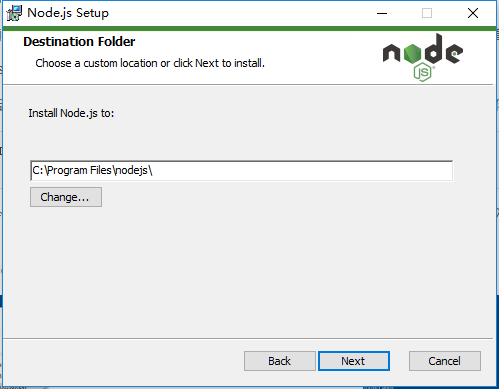 Node.js Setup
Destination Folder
Choose a custom location or click Next to install.
node
JS
Install Node.js to:
C:\Program Files\nodejs\
Change...
Back
Next
Cancel